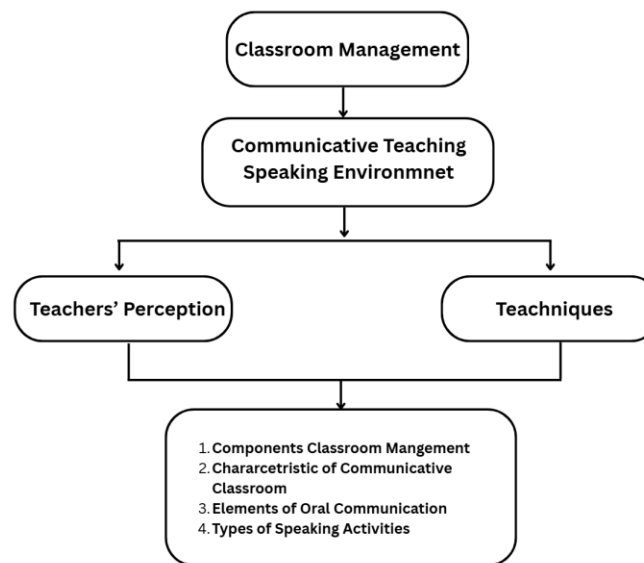 Classroom Management
Communicative Teaching
Speaking Environmnet
Teachers’ Perception
Teachniques
1. Components Classroom Mangement
2. Chararcetristic of Communicative
Classroom
3. Elements of Oral Communication
4. Types of Speaking Activities